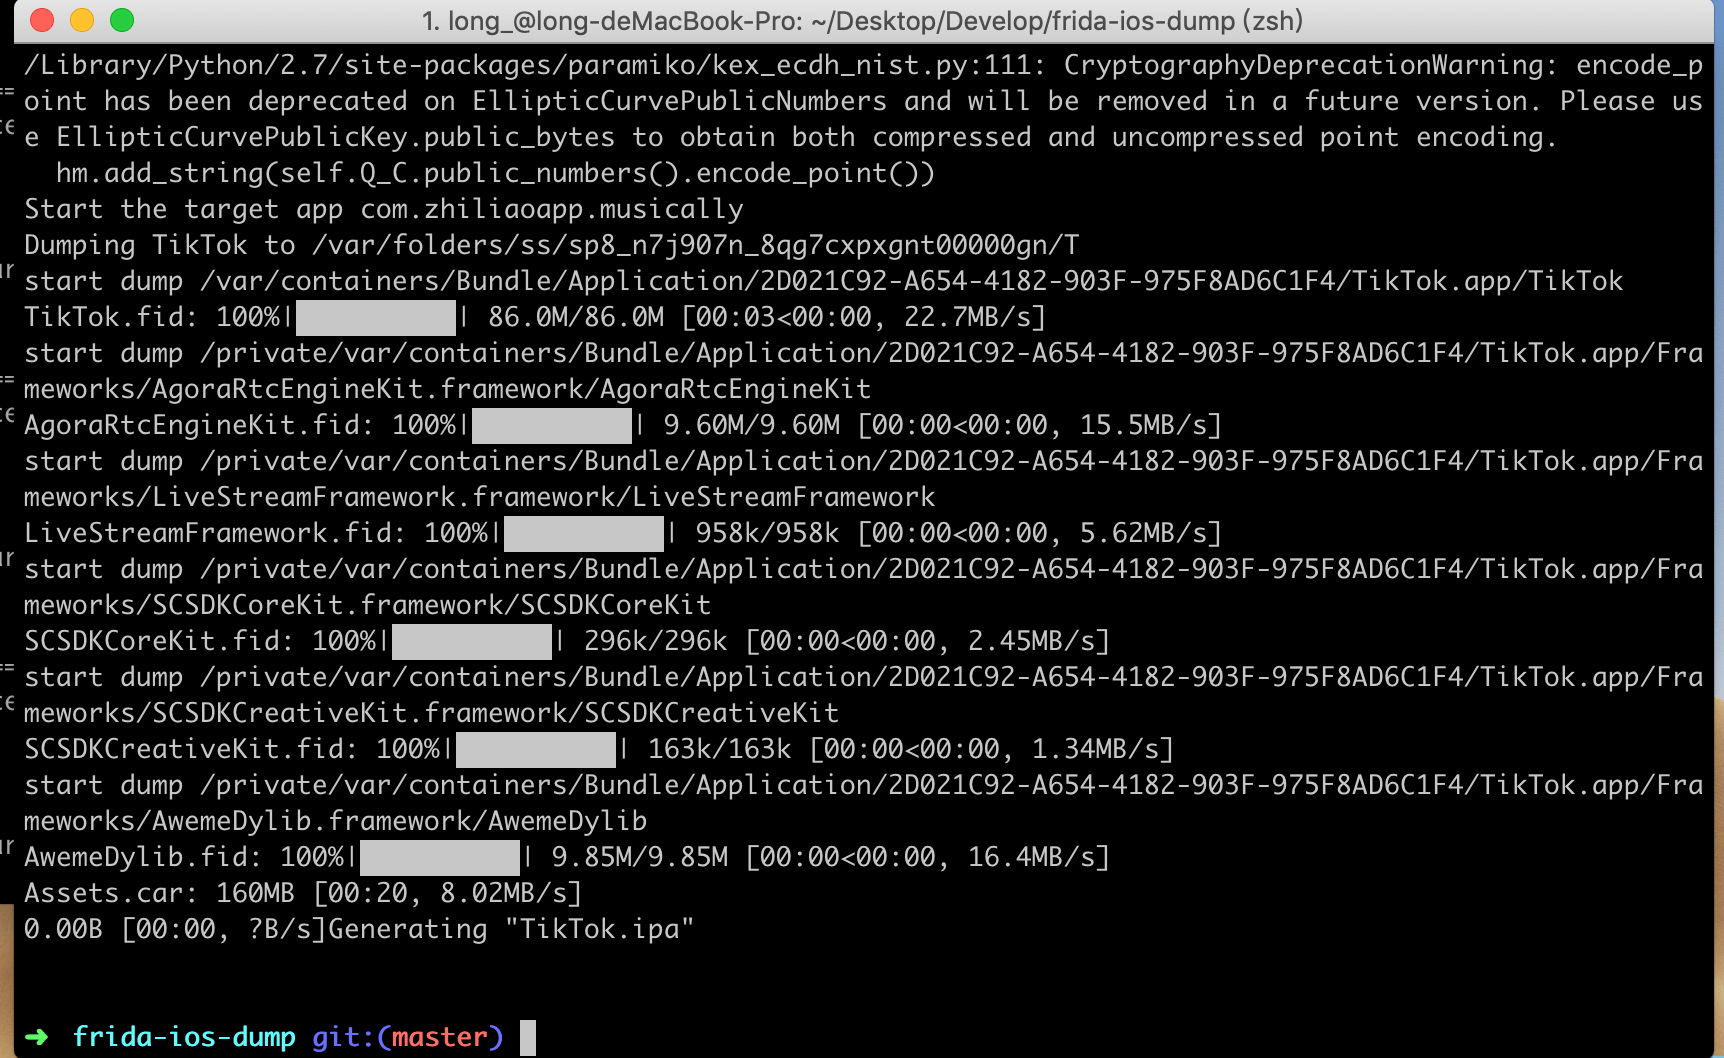 1. long_@long-deMacBook-Pro: ~/Desktop/Develop/frida-ios-dump (zsh)
/Library/Python/2.7/site-packages/paramiko/kex_ecdh_nist.py:111: CryptographyDeprecationWarning: encode_p
oint has been deprecated on EllipticCurvePublicNumbers and will be removed in a future version. Please us
e EllipticCurvePublicKey.public_bytes to obtain both compressed and uncompressed point encoding.
  hm.add_string(self.Q_C.public_numbers().encode_point())
Start the target app com.zhiliaoapp.musically
Dumping TikTok to /var/folders/ss/sp8_n7j907n_8qg7cxpxgnt00000gn/T
start dump /var/containers/Bundle/Application/2D021C92-A654-4182-903F-975F8AD6C1F4/TikTok.app/TikTok
TikTok.fid: 100%|          | 86.0M/86.0M [00:03<00:00, 22.7MB/s]
start dump /private/var/containers/Bundle/Application/2D021C92-A654-4182-903F-975F8AD6C1F4/TikTok.app/Fra
meworks/AgoraRtcEngineKit.framework/AgoraRtcEngineKit
AgoraRtcEngineKit.fid: 100%|          | 9.60M/9.60M [00:00<00:00, 15.5MB/s]
start dump /private/var/containers/Bundle/Application/2D021C92-A654-4182-903F-975F8AD6C1F4/TikTok.app/Fra
meworks/LiveStreamFramework.framework/LiveStreamFramework
LiveStreamFramework.fid: 100%|          | 958k/958k [00:00<00:00, 5.62MB/s]
start dump /private/var/containers/Bundle/Application/2D021C92-A654-4182-903F-975F8AD6C1F4/TikTok.app/Fra
meworks/SCSDKCoreKit.framework/SCSDKCoreKit
SCSDKCoreKit.fid: 100%|          | 296k/296k [00:00<00:00, 2.45MB/s]
start dump /private/var/containers/Bundle/Application/2D021C92-A654-4182-903F-975F8AD6C1F4/TikTok.app/Fra
meworks/SCSDKCreativeKit.framework/SCSDKCreativeKit
SCSDKCreativeKit.fid: 100%|          | 163k/163k [00:00<00:00, 1.34MB/s]
start dump /private/var/containers/Bundle/Application/2D021C92-A654-4182-903F-975F8AD6C1F4/TikTok.app/Fra
meworks/AwemeDylib.framework/AwemeDylib
AwemeDylib.fid: 100%|          | 9.85M/9.85M [00:00<00:00, 16.4MB/s]
Assets.car: 160MB [00:20, 8.02MB/s]
0.00B [00:00, ?B/s]Generating "TikTok.ipa"
➜  frida-ios-dump git:(master)